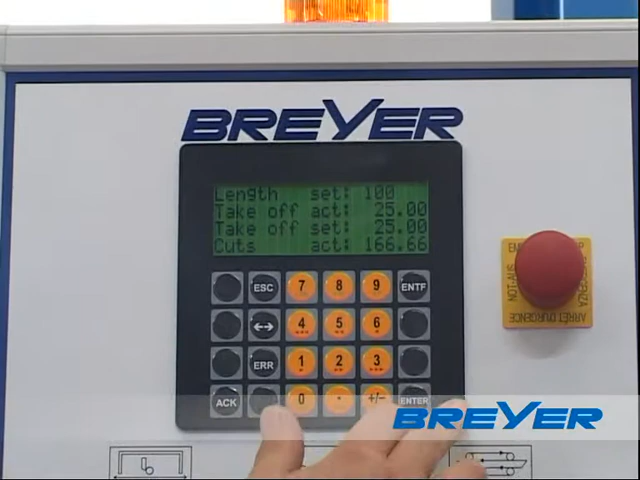 BREYER
Length set: 100
Take off act: 25.00
Take off set: 25.00
Cuts act: 166.66
ESC 7 8 9 ENTF
4 5 6
ERR 1 2 3
ACK 0 . +/- ENTER
NOT-AUS
ARRÊT D'URGENCE
BREYER